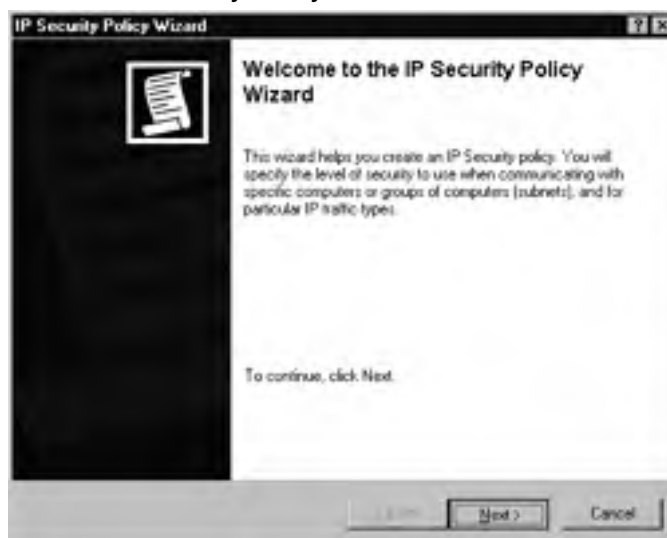 IP Security Policy Wizard
Welcome to the IP Security Policy
Wizard
This wizard helps you create an IP Security policy. You will
specify the level of security to use when communicating with
specific computers or groups of computers (subnets), and for
particular IP traffic types.
To continue, click Next.
Next >
Cancel